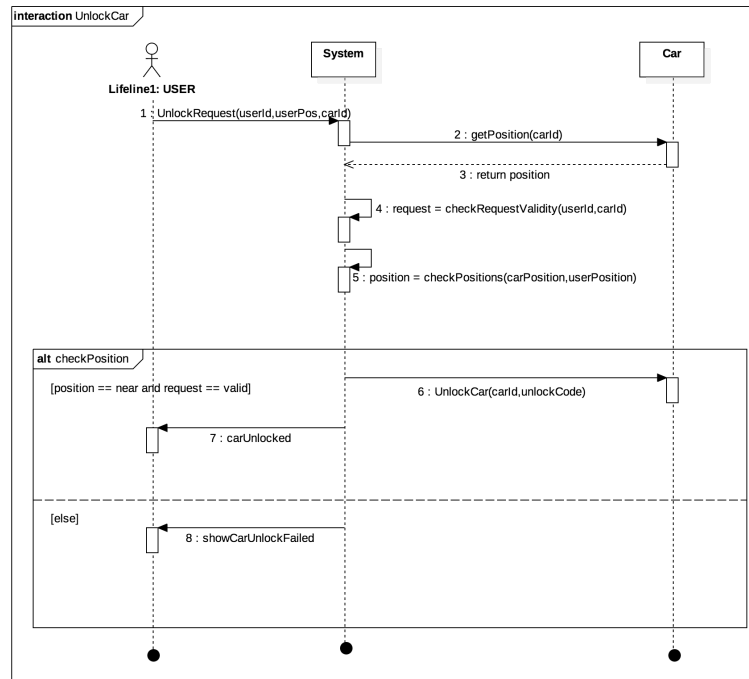 interaction UnlockCar
System
Car
Lifeline1: USER
1 : UnlockRequest(userId,userPos,carId)
2 : getPosition(carId)
3 : return position
4 : request = checkRequestValidity(userId,carId)
5 : position = checkPositions(carPosition,userPosition)
alt checkPosition
[position == near and request == valid]
6 : UnlockCar(carId,unlockCode)
7 : carUnlocked
[else]
8 : showCarUnlockFailed